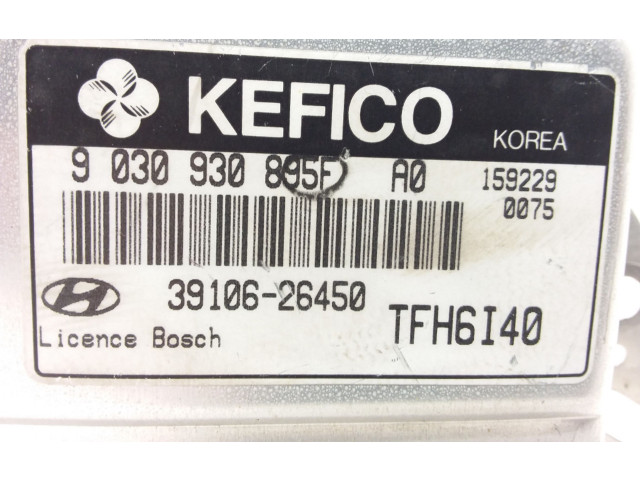 KEFICO
KOREA
9 030 930 895F A0 159229
0075
39106-26450
TFH6I40
Licence Bosch